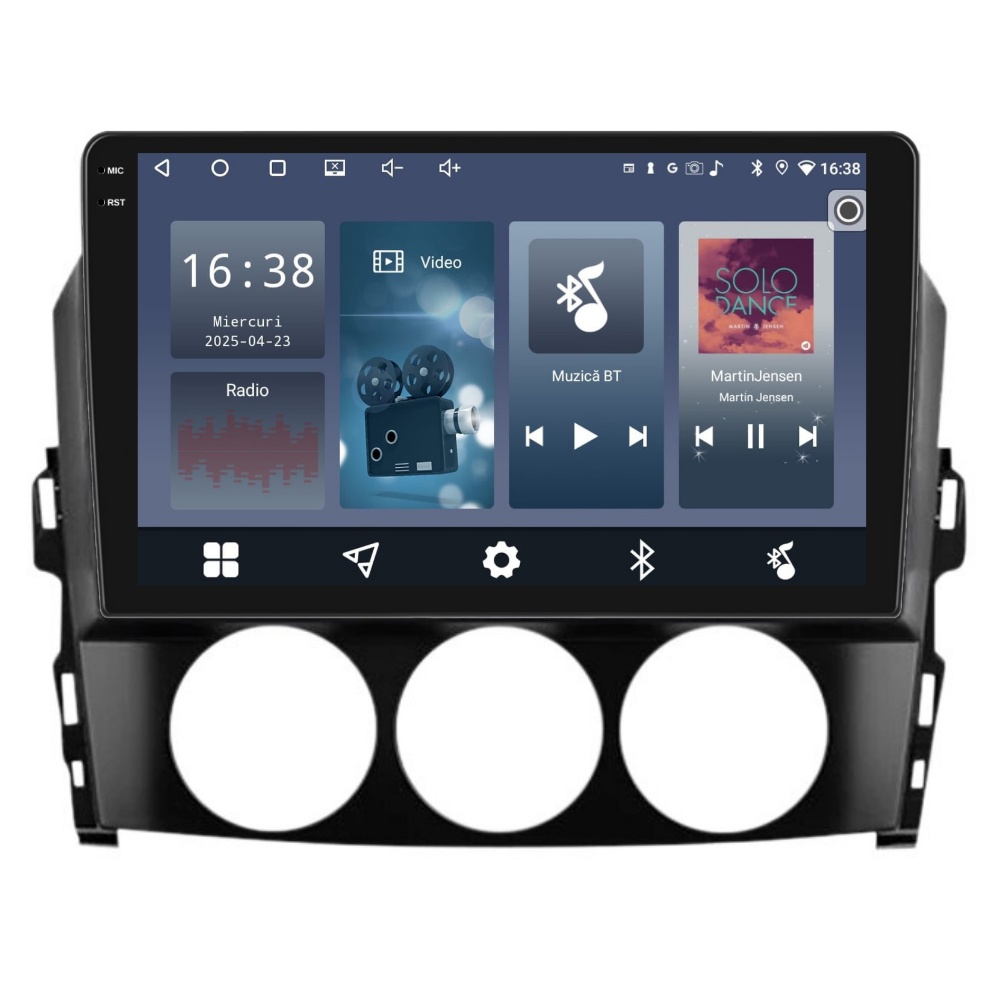 MIC
RST
G
16:38
16:38
Miercuri
2025-04-23
Radio
Video
Muzică BT
SOLO
DANCE
MARTIN JENSEN
MartinJensen
Martin Jensen